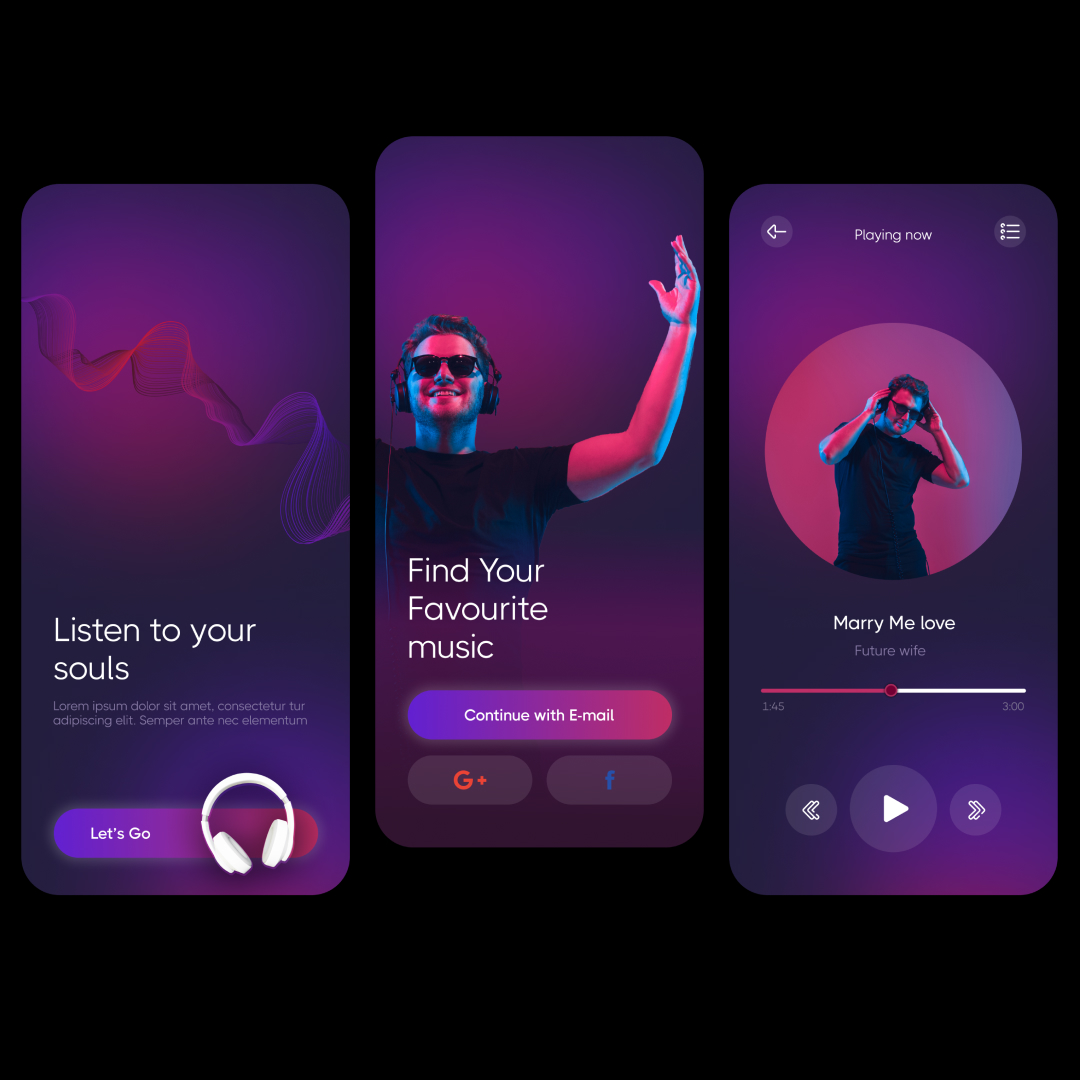 Listen to your
souls
Lorem ipsum dolor sit amet, consectetur tur
adipiscing elit. Semper ante nec elementum
Let's Go
Find Your
Favourite
music
Continue with E-mail
G+
f
Playing now
Marry Me love
Future wife
1:45
3:00